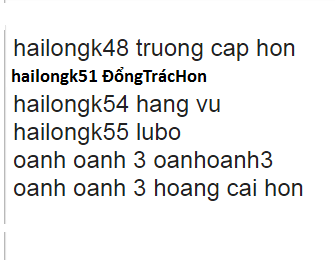 hailongk48 truong cap hon
hailongk51 ĐổngTrácHon
hailongk54 hang vu
hailongk55 lubo
oanh oanh 3 oanhoanh3
oanh oanh 3 hoang cai hon